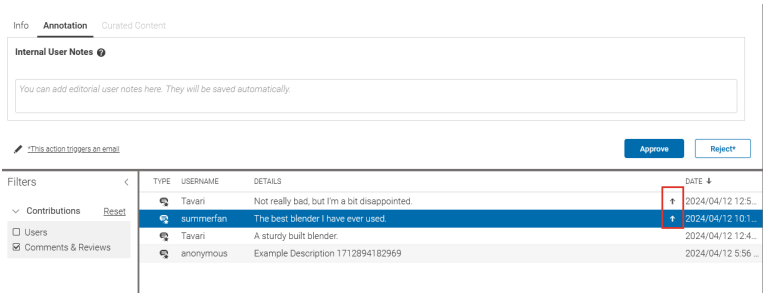 Info Annotation Curated Content
Internal User Notes ?
You can add editorial user notes here. They will be saved automatically.
*This action triggers an email
Approve Reject*
Filters <
TYPE USERNAME DETAILS DATE
Contributions Reset
Users
Comments & Reviews
Tavari Not really bad, but I'm a bit disappointed. 2024/04/12 12:5...
summerfan The best blender I have ever used. 2024/04/12 10:1...
Tavari A sturdy built blender. 2024/04/12 12:4...
anonymous Example Description 1712894182969 2024/04/12 5:56 ...